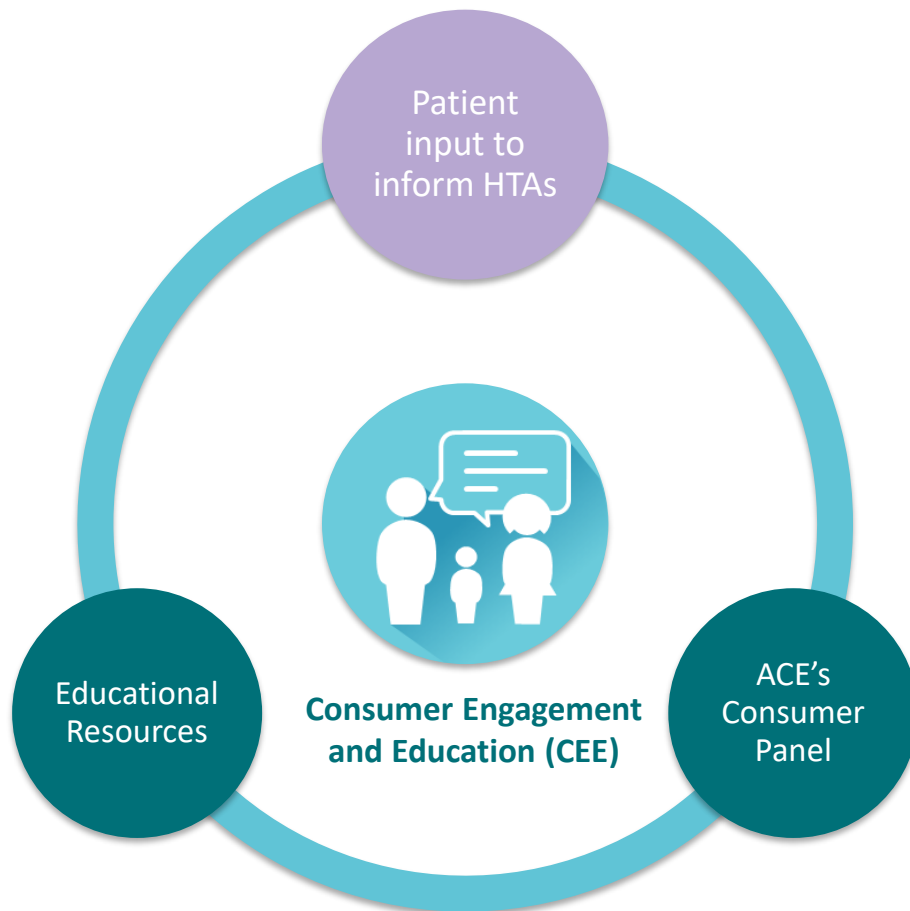 Patient
input to
inform HTAs
Educational
Resources
Consumer Engagement
and Education (CEE)
ACE’s
Consumer
Panel